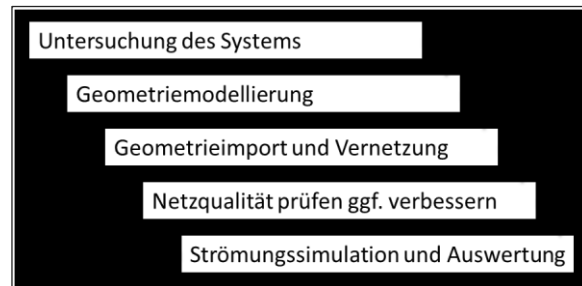 Untersuchung des Systems
Geometriemodellierung
Geometrieimport und Vernetzung
Netzqualität prüfen ggf. verbessern
Strömungssimulation und Auswertung